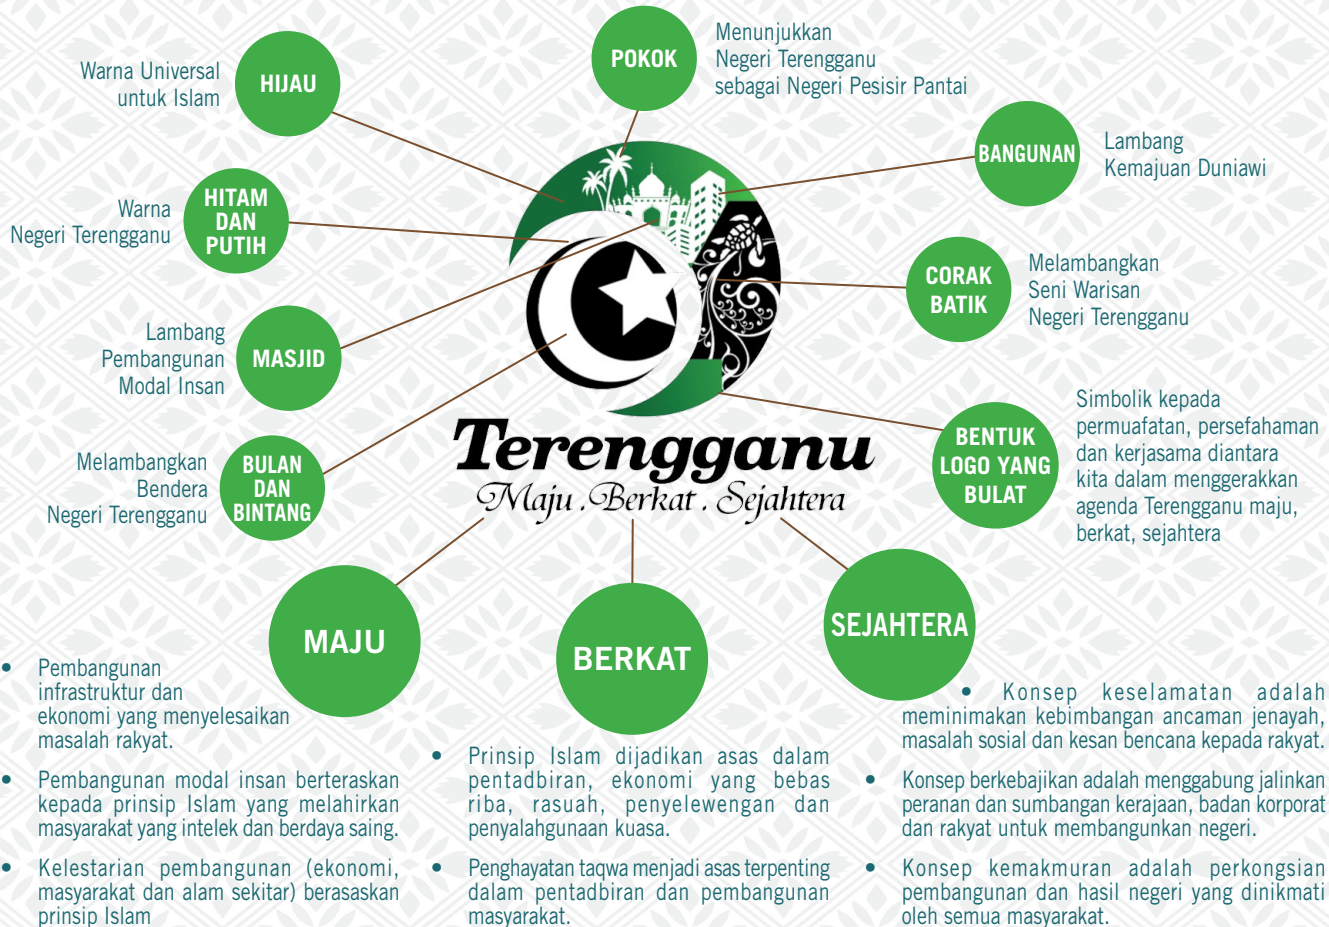 HIJAU
Warna Universal
untuk Islam
POKOK
Menunjukkan
Negeri Terengganu
sebagai Negeri Pesisir Pantai
BANGUNAN
Lambang
Kemajuan Duniawi
HITAM
DAN
PUTIH
Warna
Negeri Terengganu
CORAK
BATIK
Melambangkan
Seni Warisan
Negeri Terengganu
MASJID
Lambang
Pembangunan
Modal Insan
BENTUK
LOGO YANG
BULAT
Simbolik kepada
permuafatan, persefahaman
dan kerjasama diantara
kita dalam menggerakkan
agenda Terengganu maju,
berkat, sejahtera
BULAN
DAN
BINTANG
Melambangkan
Bendera
Negeri Terengganu
Terengganu
Maju . Berkat . Sejahtera
MAJU
• Pembangunan
infrastruktur dan
ekonomi yang menyelesaikan
masalah rakyat.
• Pembangunan modal insan berteraskan
kepada prinsip Islam yang melahirkan
masyarakat yang intelek dan berdaya saing.
• Kelestarian pembangunan (ekonomi,
masyarakat dan alam sekitar) berasaskan
prinsip Islam
BERKAT
• Prinsip Islam dijadikan asas dalam
pentadbiran, ekonomi yang bebas
riba, rasuah, penyelewengan dan
penyalahgunaan kuasa.
• Penghayatan taqwa menjadi asas terpenting
dalam pentadbiran dan pembangunan
masyarakat.
SEJAHTERA
• Konsep keselamatan adalah
meminimakan kebimbangan ancaman jenayah,
masalah sosial dan kesan bencana kepada rakyat.
• Konsep berkebajikan adalah menggabung jalinkan
peranan dan sumbangan kerajaan, badan korporat
dan rakyat untuk membangunkan negeri.
• Konsep kemakmuran adalah perkongsian
pembangunan dan hasil negeri yang dinikmati
oleh semua masyarakat.